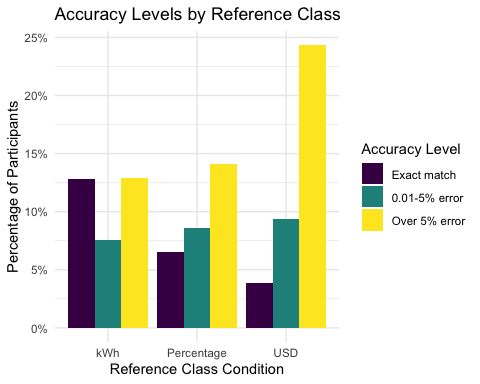 Accuracy Levels by Reference Class
25%
20%
15%
10%
5%
0%
Percentage of Participants
kWh
Percentage
USD
Reference Class Condition
Accuracy Level
Exact match
0.01-5% error
Over 5% error